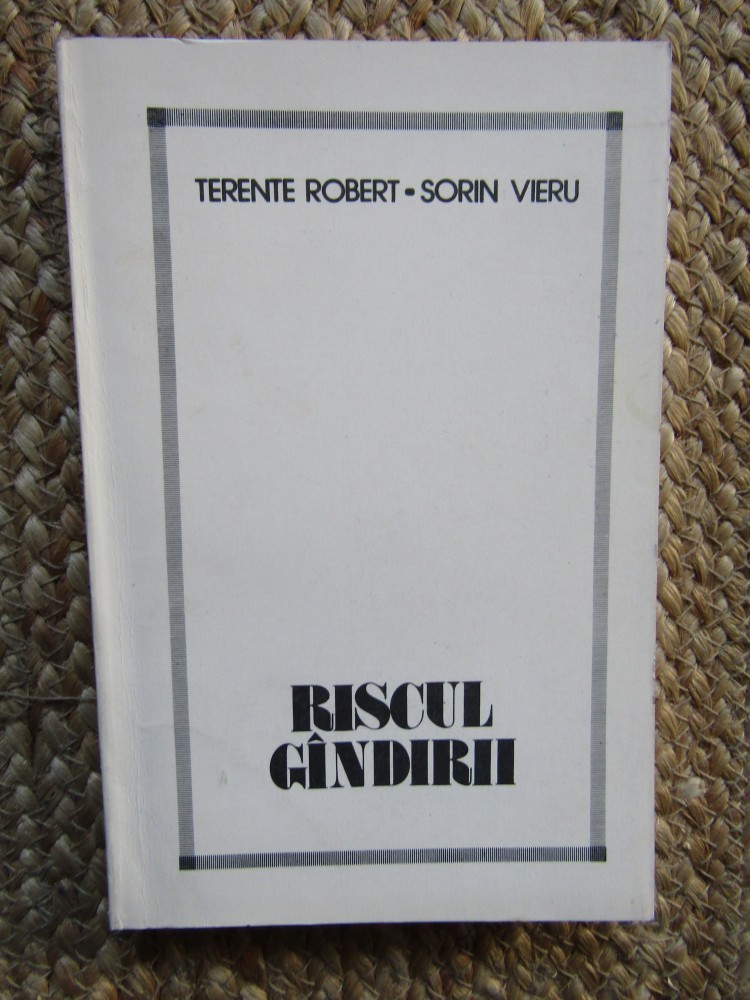 TERENTE ROBERT ▪ SORIN VIERU
RISCUL
GÎNDIRII